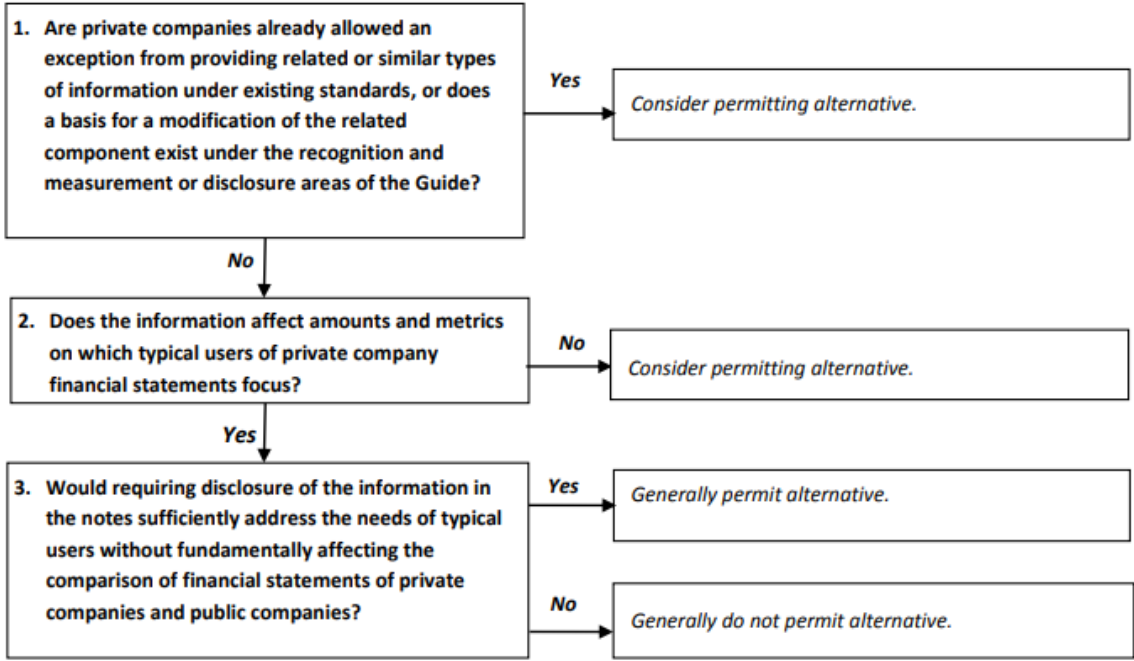 1. Are private companies already allowed an
exception from providing related or similar types
of information under existing standards, or does
a basis for a modification of the related
component exist under the recognition and
measurement or disclosure areas of the Guide?
Yes
Consider permitting alternative.
No
2. Does the information affect amounts and metrics
on which typical users of private company
financial statements focus?
No
Consider permitting alternative.
Yes
3. Would requiring disclosure of the information in
the notes sufficiently address the needs of typical
users without fundamentally affecting the
comparison of financial statements of private
companies and public companies?
Yes
Generally permit alternative.
No
Generally do not permit alternative.